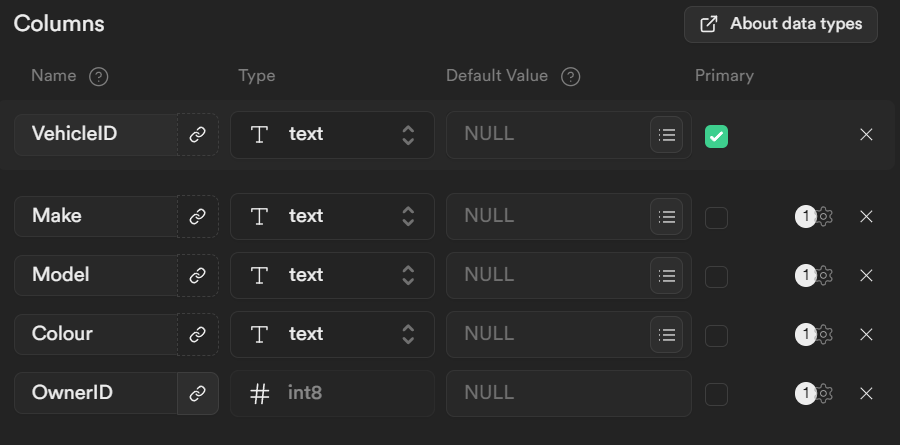 Columns About data types
Name Type Default Value Primary
VehicleID text NULL
Make text NULL 1
Model text NULL 1
Colour text NULL 1
OwnerID # int8 NULL 1